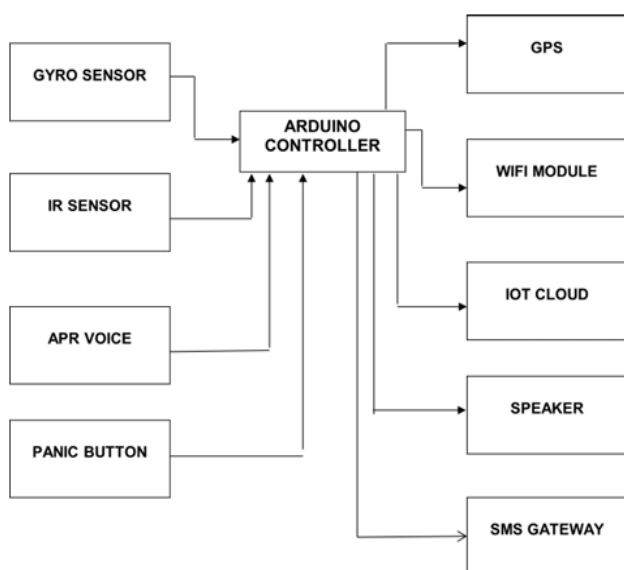 GPS
GYRO SENSOR
ARDUINO
CONTROLLER
WIFI MODULE
IR SENSOR
IOT CLOUD
APR VOICE
SPEAKER
PANIC BUTTON
SMS GATEWAY